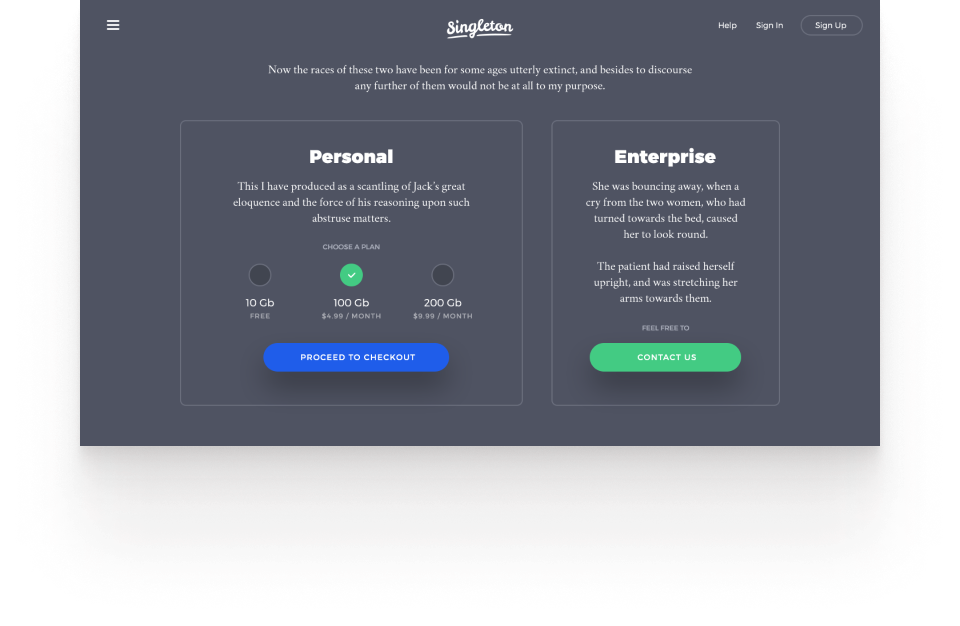 Singleton
Help
Sign In
Sign Up
Now the races of these two have been for some ages utterly extinct, and besides to discourse
any further of them would not be at all to my purpose.
Personal
This I have produced as a scantling of Jack's great
eloquence and the force of his reasoning upon such
abstruse matters.
CHOOSE A PLAN
10 Gb
FREE
100 Gb
$4.99 / MONTH
200 Gb
$9.99 / MONTH
PROCEED TO CHECKOUT
Enterprise
She was bouncing away, when a
cry from the two women, who had
turned towards the bed, caused
her to look round.
The patient had raised herself
upright, and was stretching her
arms towards them.
FEEL FREE TO
CONTACT US